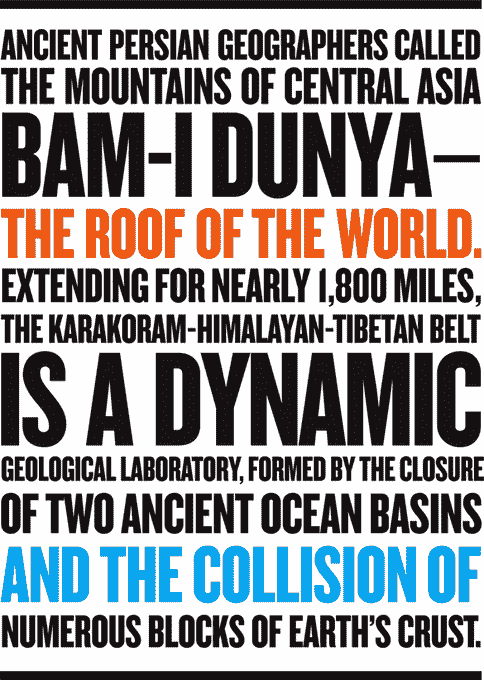 ANCIENT PERSIAN GEOGRAPHERS CALLED
THE MOUNTAINS OF CENTRAL ASIA
BAM-I DUNYA—
THE ROOF OF THE WORLD.
EXTENDING FOR NEARLY 1,800 MILES,
THE KARAKORAM-HIMALAYAN-TIBETAN BELT
IS A DYNAMIC
GEOLOGICAL LABORATORY, FORMED BY THE CLOSURE
OF TWO ANCIENT OCEAN BASINS
AND THE COLLISION OF
NUMEROUS BLOCKS OF EARTH'S CRUST.